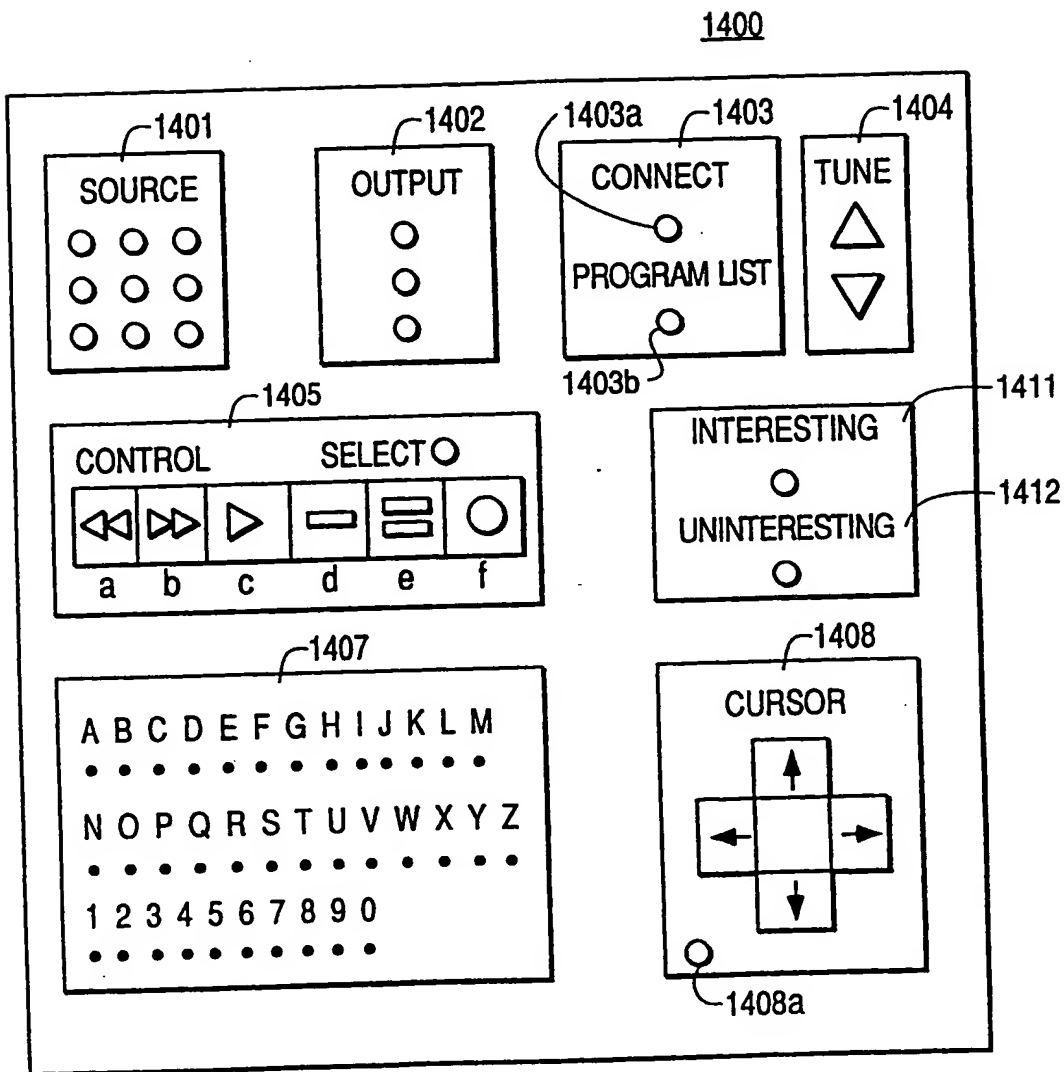 1400
1401
1402
1403a
1403
1404
SOURCE
OUTPUT
CONNECT
TUNE
PROGRAM LIST
1403b
1405
1411
CONTROL SELECT
INTERESTING
1412
UNINTERESTING
a b c d e f
1407
1408
A B C D E F G H I J K L M
CURSOR
N O P Q R S T U V W X Y Z
1 2 3 4 5 6 7 8 9 0
1408a